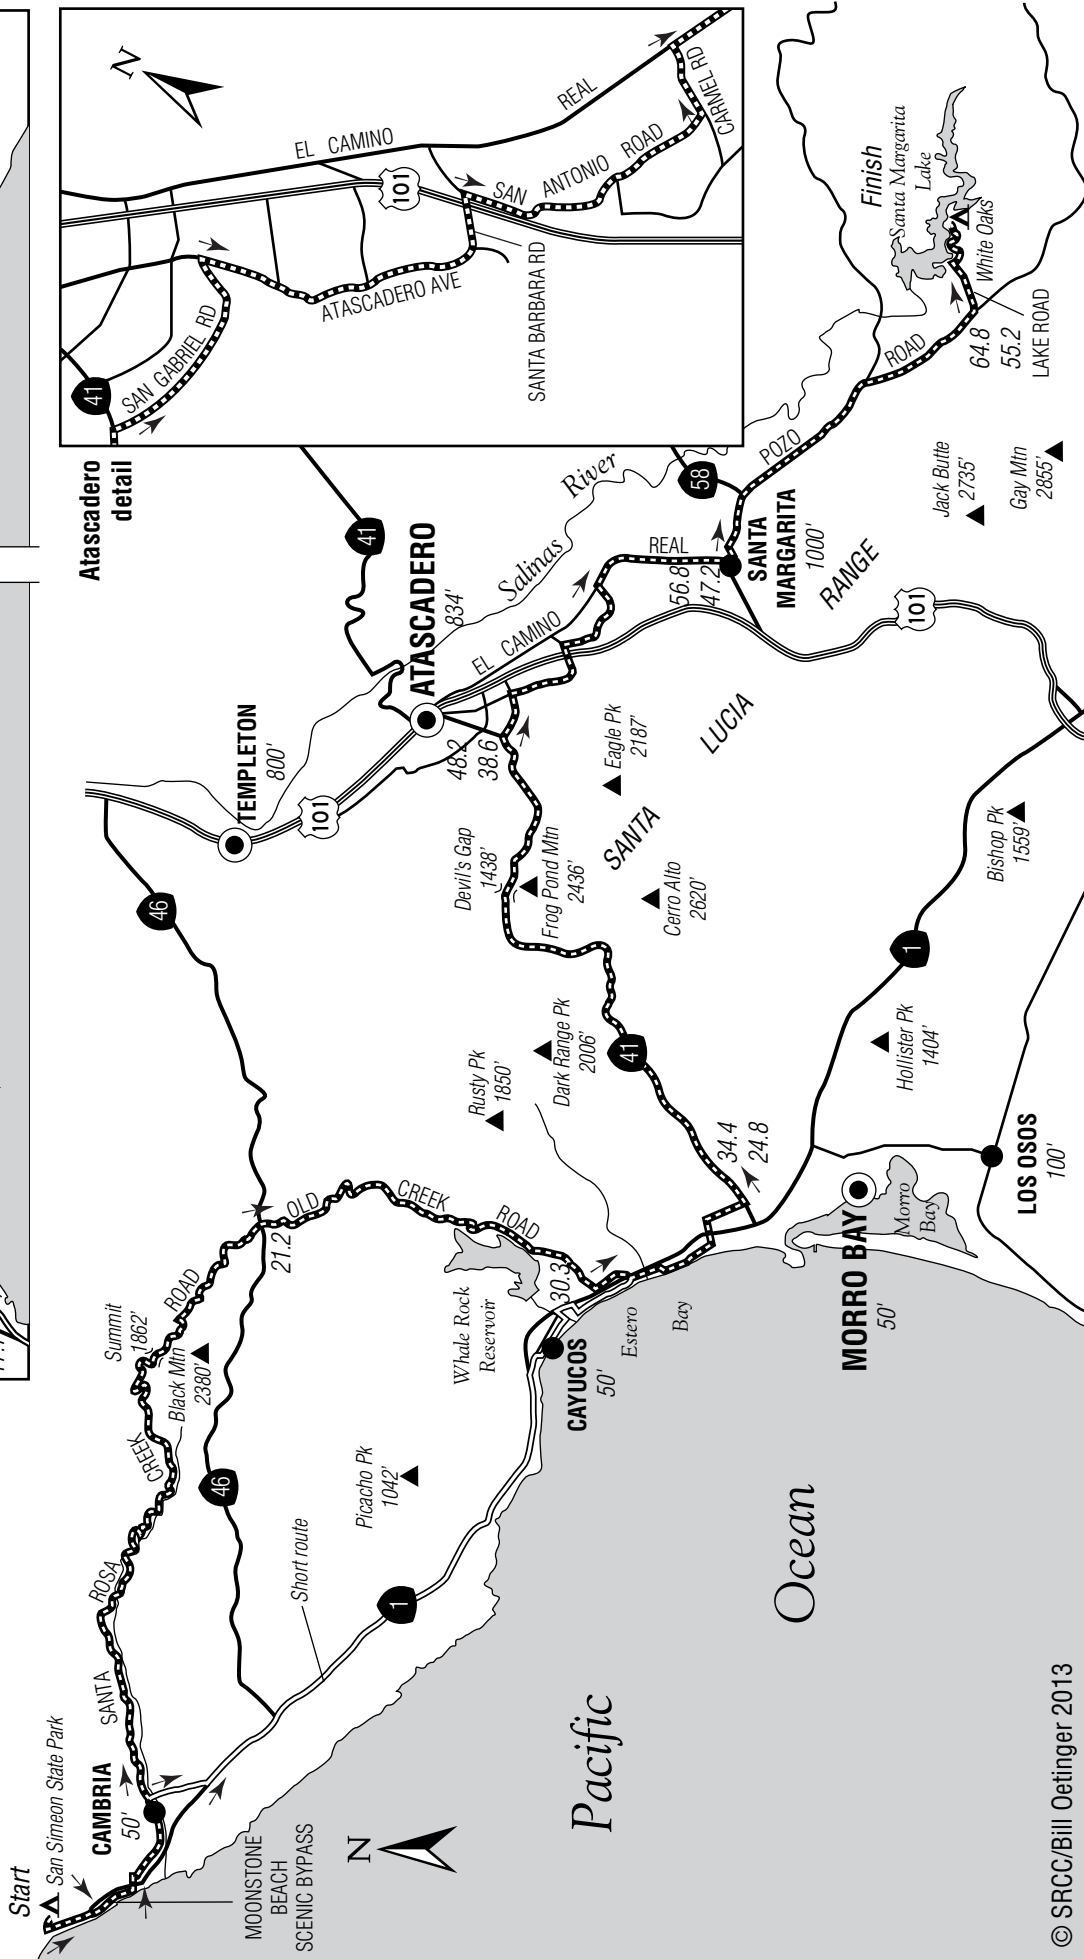 Start
San Simeon State Park
CAMBRIA
50'
MOONSTONE
BEACH
SCENIC BYPASS
N
SANTA
ROSA
CREEK
ROAD
Summit
1862'
Black Mtn
2380'
46
46
21.2
OLD
CREEK
ROAD
Short route
1
Picacho Pk
1042'
Whale Rock
Reservoir
30.3
CAYUCOS
50'
Estero
Bay
Pacific
Ocean
MORRO BAY
50'
Morro
Bay
LOS OSOS
100'
34.4
24.8
41
Rusty Pk
1850'
Dark Range Pk
2006'
Hollister Pk
1404'
1
Bishop Pk
1559'
Cerro Alto
2620'
Frog Pond Mtn
2436'
Devil's Gap
1438'
Eagle Pk
2187'
SANTA
LUCIA
RANGE
TEMPLETON
800'
101
ATASCADERO
834'
48.2
38.6
41
Salinas
River
EL CAMINO
REAL
56.8
47.2
SANTA
MARGARITA
1000'
58
101
POZO
ROAD
Jack Butte
2735'
Gay Mtn
2855'
64.8
55.2
LAKE ROAD
White Oaks
Finish
Santa Margarita
Lake
Atascadero
detail
41
SAN GABRIEL RD
ATASCADERO AVE
SANTA BARBARA RD
N
EL CAMINO
REAL
101
SAN ANTONIO ROAD
CARMEL RD
© SRCC/Bill Oetinger 2013